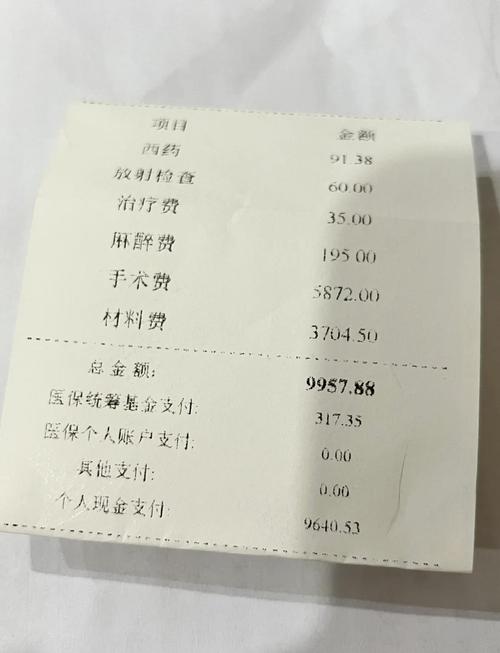 项目 金额
西药 91.38
放射检查 60.00
治疗费 35.00
麻醉费 195.00
手术费 5872.00
材料费 3704.50
总金额: 9957.88
医保统筹基金支付: 317.35
医保个人账户支付: 0.00
其他支付: 0.00
个人现金支付: 9640.53